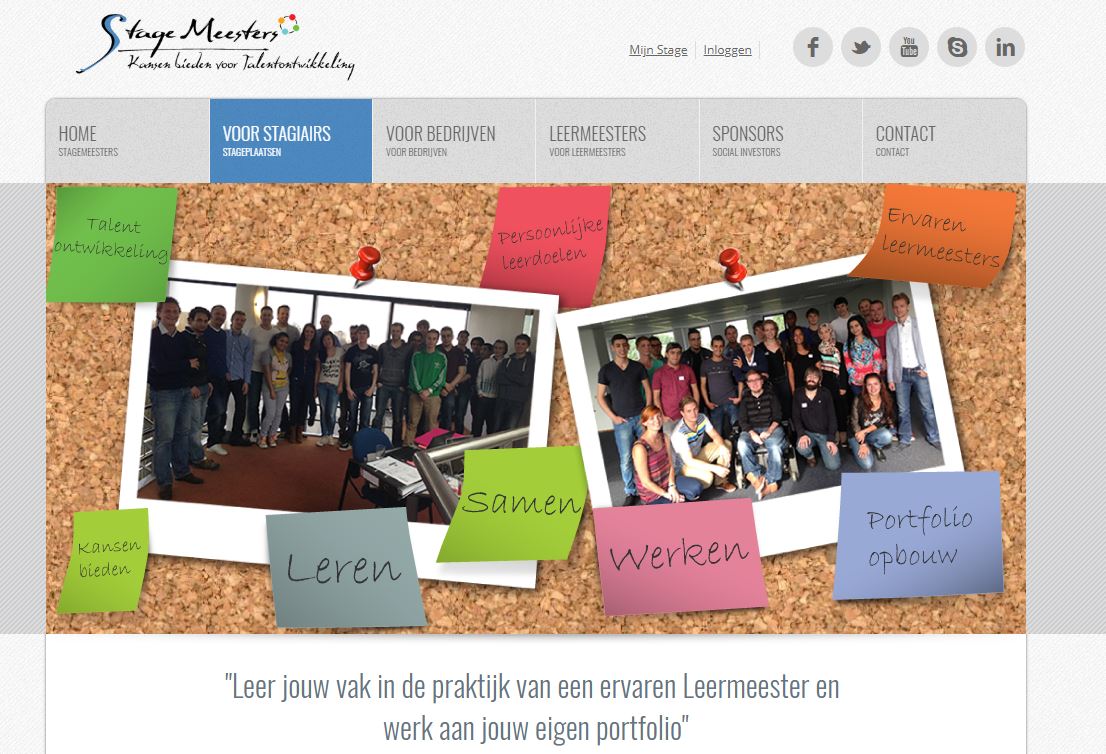 Stage Meesters
Kansen bieden voor Talentontwikkeling
Mijn Stage
Inloggen
You
Tube
HOME
STAGEMEESTERS
VOOR STAGIAIRS
STAGEPLAATSEN
VOOR BEDRIJVEN
VOOR BEDRIJVEN
LEERMEESTERS
VOOR LEERMEESTERS
SPONSORS
SOCIAL INVESTORS
CONTACT
CONTACT
Talent
ontwikkeling
Persoonlijke
leerdoelen
Ervaren
leermeesters
Samen
Kansen
bieden
Leren
Werken
Portfolio
opbouw
"Leer jouw vak in de praktijk van een ervaren Leermeester en
werk aan jouw eigen portfolio"